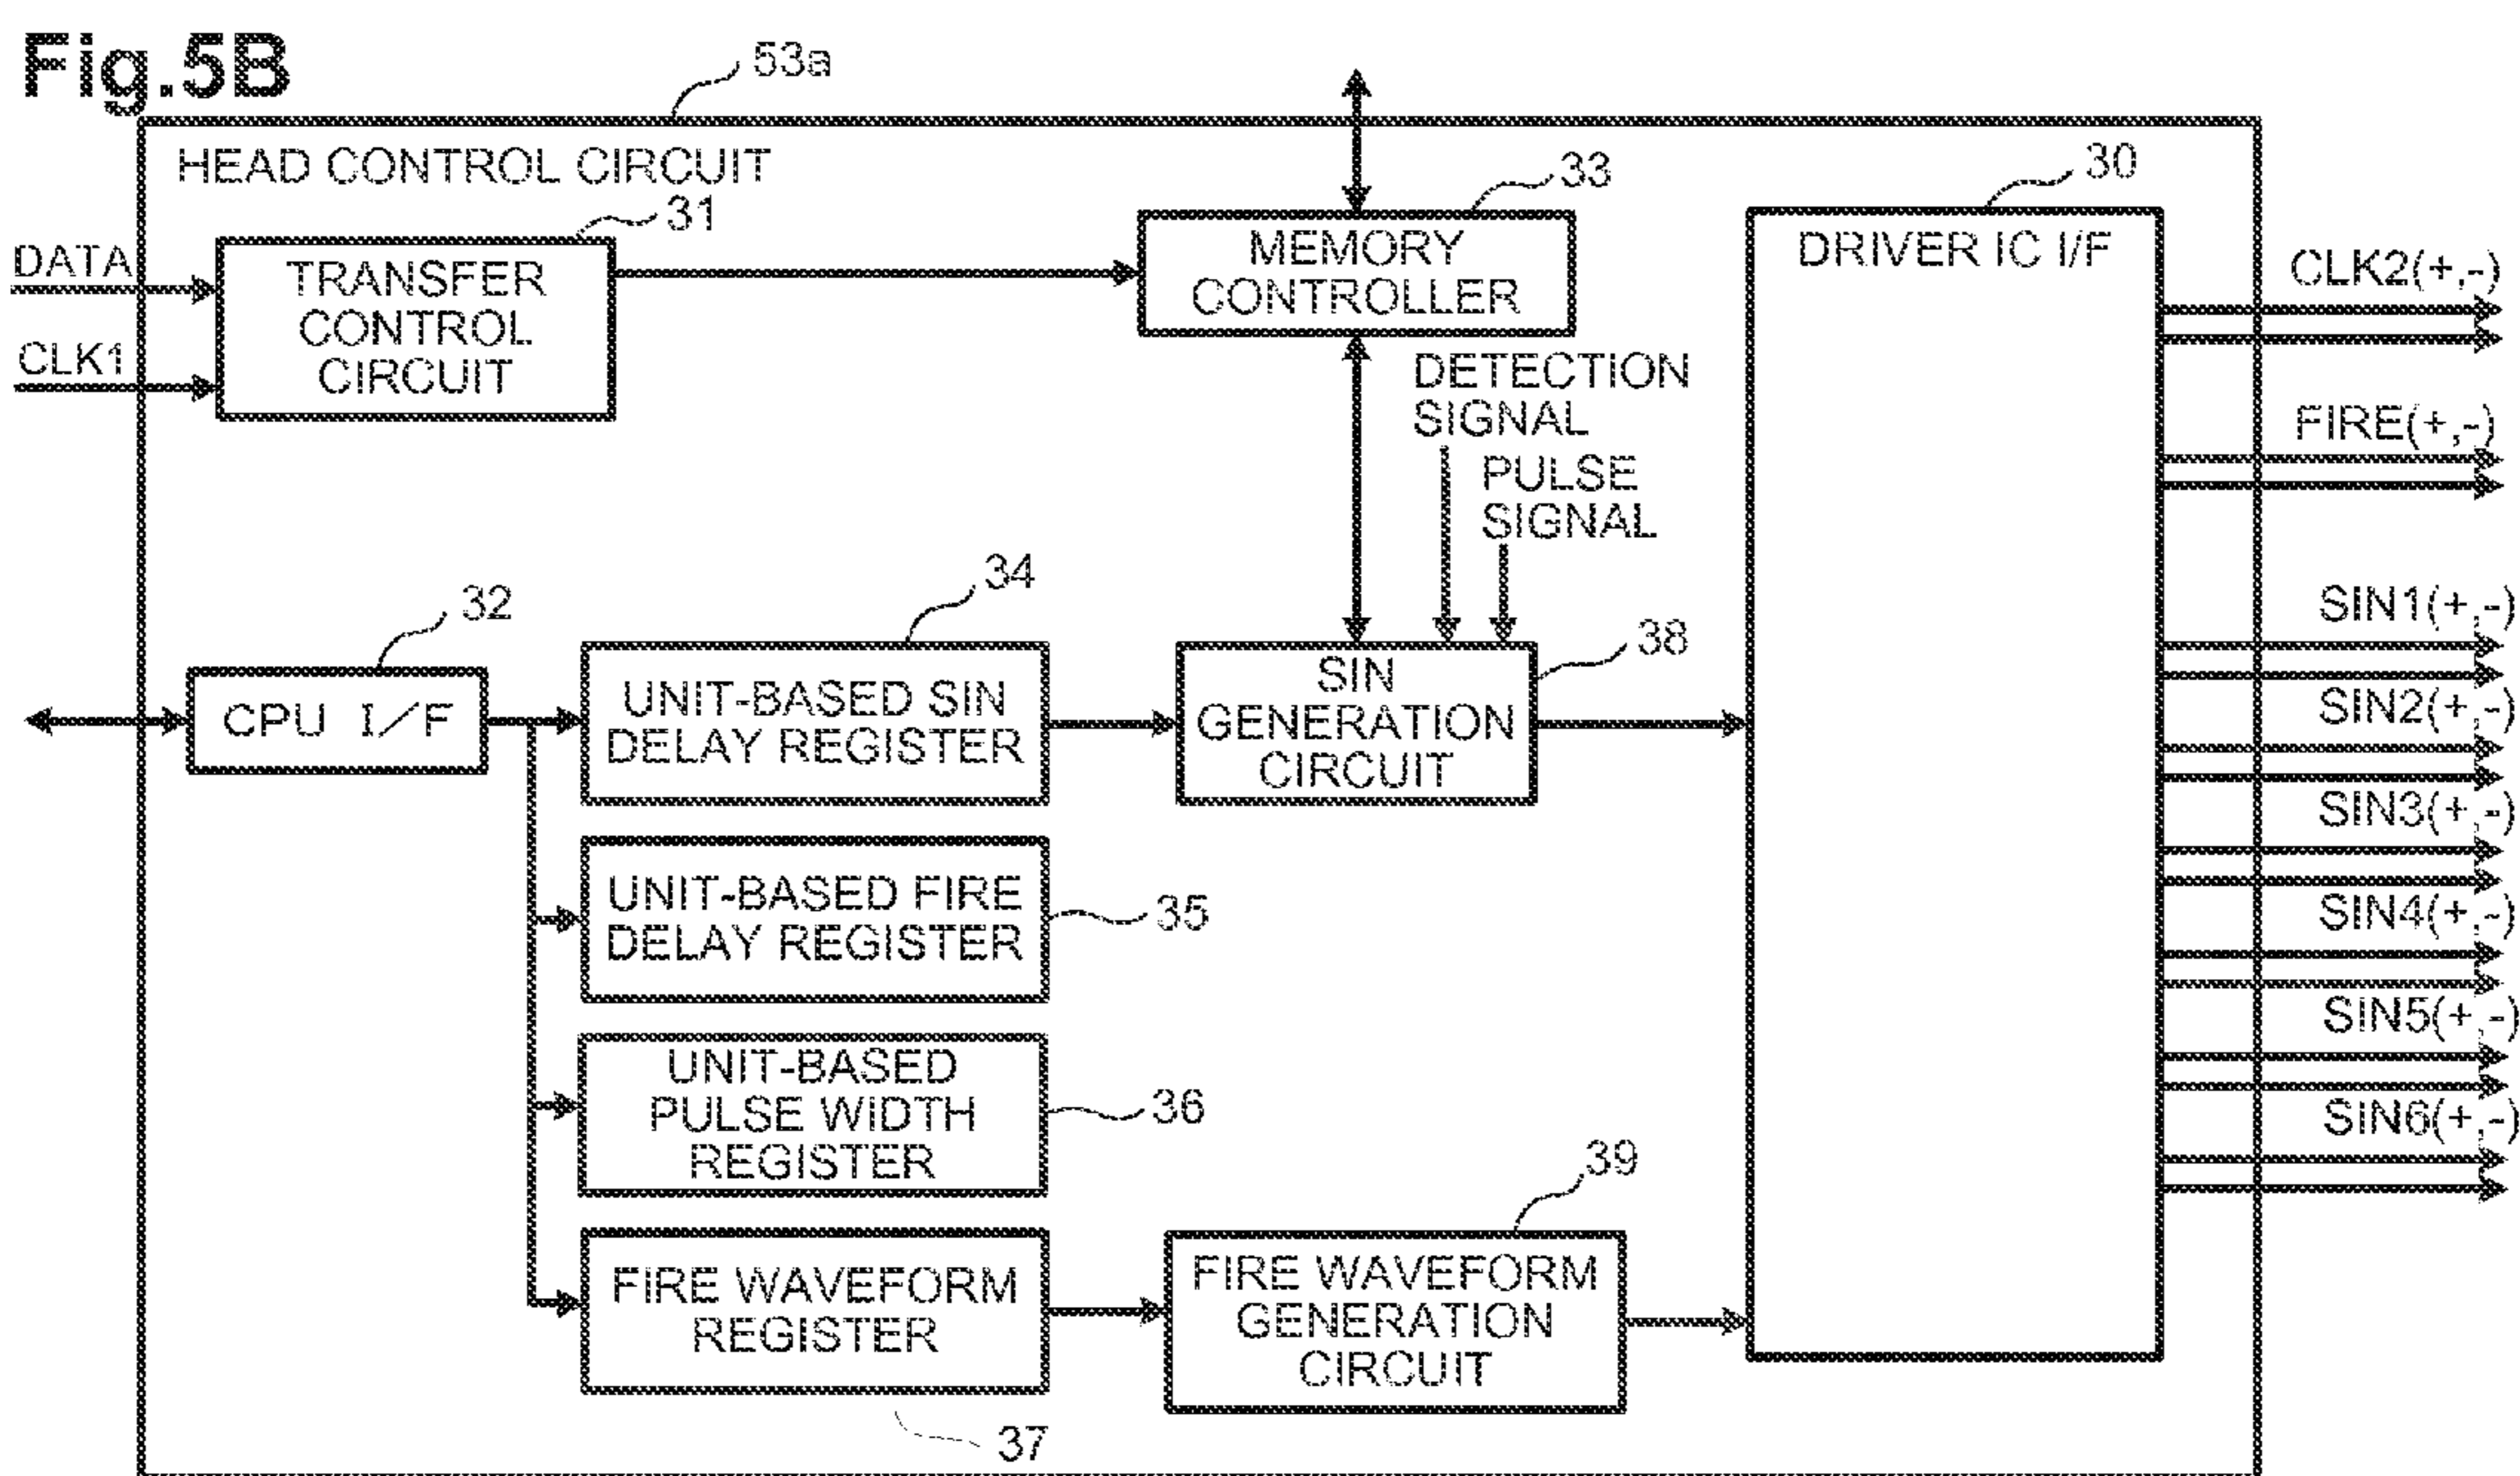 Fig.5B
53a
HEAD CONTROL CIRCUIT
DATA
CLK1
31
TRANSFER
CONTROL
CIRCUIT
33
MEMORY
CONTROLLER
30
DRIVER IC I/F
DETECTION
SIGNAL
PULSE
SIGNAL
CLK2(+,-)
FIRE(+,-)
SIN1(+,-)
SIN2(+,-)
SIN3(+,-)
SIN4(+,-)
SIN5(+,-)
SIN6(+,-)
32
CPU I/F
34
UNIT-BASED SIN
DELAY REGISTER
38
SIN
GENERATION
CIRCUIT
UNIT-BASED FIRE
DELAY REGISTER
35
UNIT-BASED
PULSE WIDTH
REGISTER
36
FIRE WAVEFORM
REGISTER
37
39
FIRE WAVEFORM
GENERATION
CIRCUIT